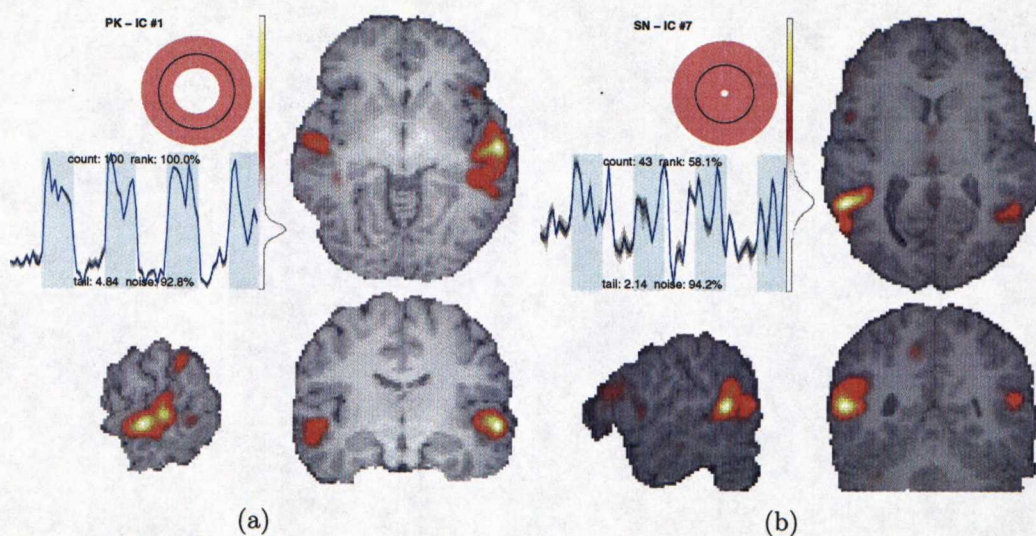 PK – IC #1
count: 100 rank: 100.0%
tail: 4.84 noise: 92.8%
(a)
SN – IC #7
count: 43 rank: 58.1%
tail: 2.14 noise: 94.2%
(b)